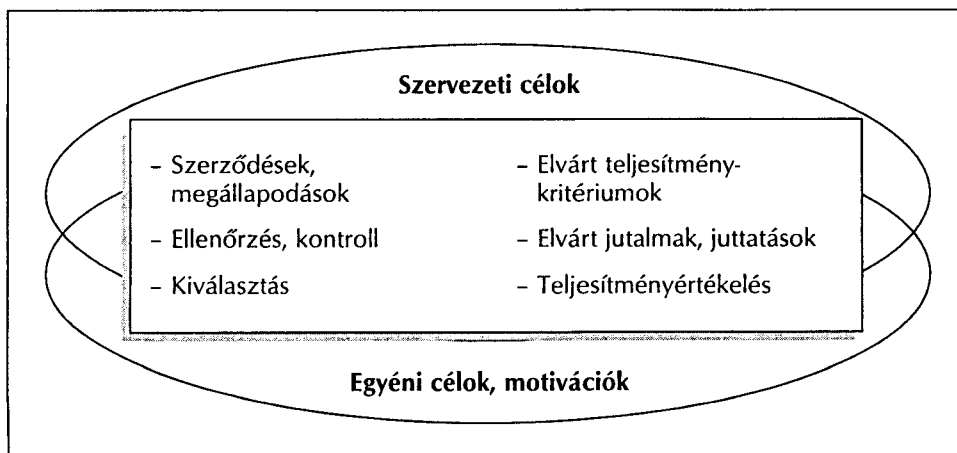 Szervezeti célok
– Szerződések,
megállapodások
– Ellenőrzés, kontroll
– Kiválasztás
– Elvárt teljesítmény-
kritériumok
– Elvárt jutalmak, juttatások
– Teljesítményértékelés
Egyéni célok, motivációk